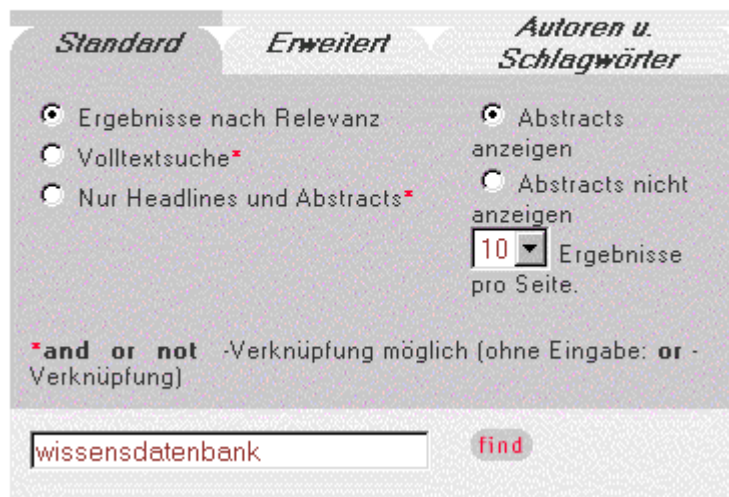 Standard
Erweitert
Autoren u.
Schlagwörter
Ergebnisse nach Relevanz
Volltextsuche*
Nur Headlines und Abstracts*
Abstracts
anzeigen
Abstracts nicht
anzeigen
10 Ergebnisse
pro Seite.
*and or not -Verknüpfung möglich (ohne Eingabe: or -
Verknüpfung)
wissensdatenbank
find